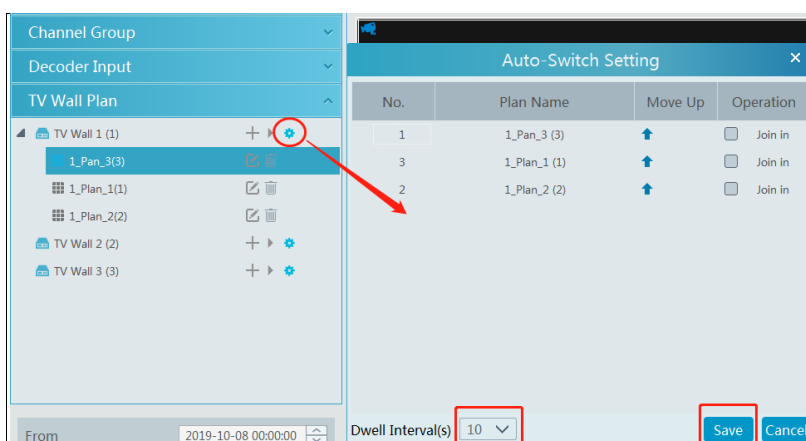 Channel Group
Decoder Input
TV Wall Plan
TV Wall 1 (1)
1_Pan_3(3)
1_Plan_1(1)
1_Plan_2(2)
TV Wall 2 (2)
TV Wall 3 (3)
From 2019-10-08 00:00:00
Auto-Switch Setting ×
No. Plan Name Move Up Operation
1 1_Pan_3 (3) Join in
3 1_Plan_1 (1) Join in
2 1_Plan_2 (2) Join in
Dwell Interval(s) 10 Save Cancel